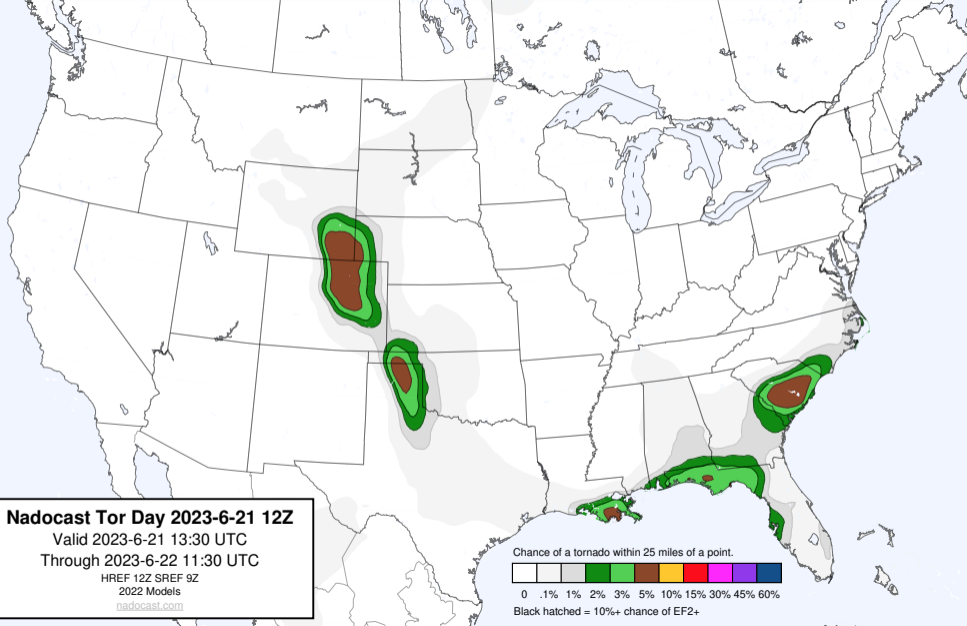 Nadocast Tor Day 2023-6-21 12Z
Valid 2023-6-21 13:30 UTC
Through 2023-6-22 11:30 UTC
HREF 12Z SREF 9Z
2022 Models
nadocast.com
Chance of a tornado within 25 miles of a point.
0 .1% 1% 2% 3% 5% 10% 15% 30% 45% 60%
Black hatched = 10%+ chance of EF2+